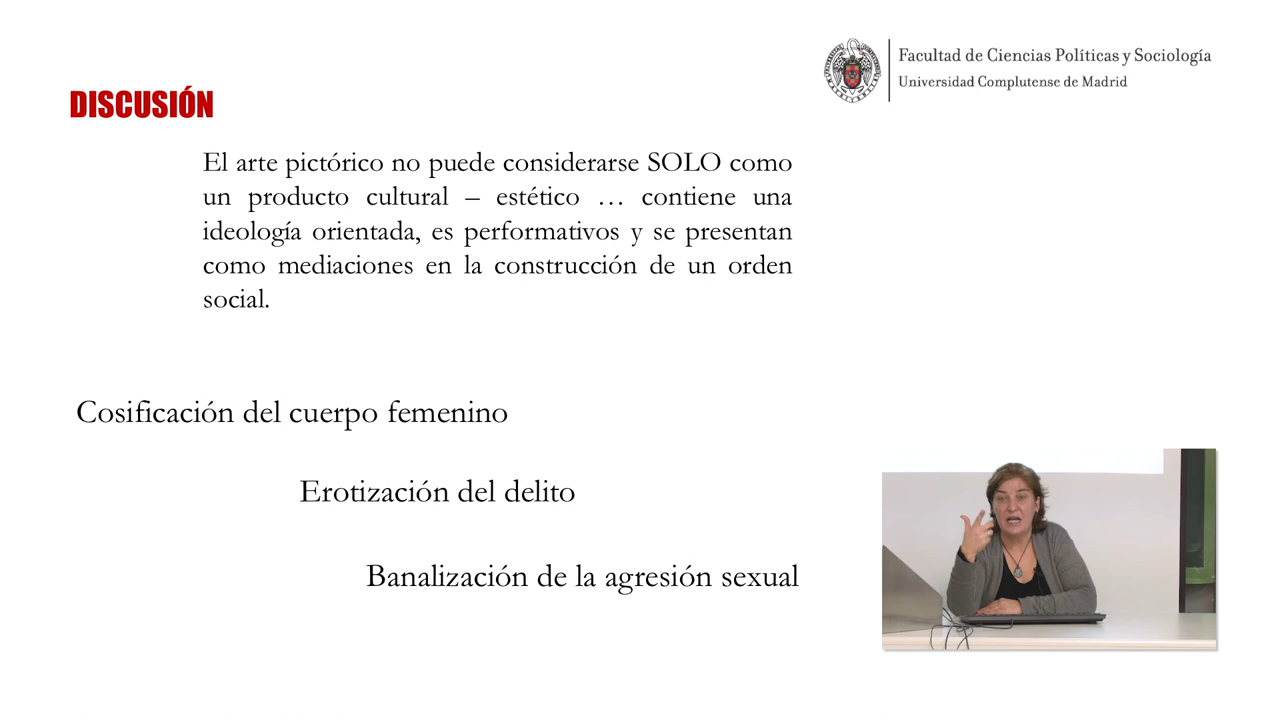 Facultad de Ciencias Políticas y Sociología
Universidad Complutense de Madrid
DISCUSIÓN
El arte pictórico no puede considerarse SOLO como
un producto cultural – estético … contiene una
ideología orientada, es performativos y se presentan
como mediaciones en la construcción de un orden
social.
Cosificación del cuerpo femenino
Erotización del delito
Banalización de la agresión sexual